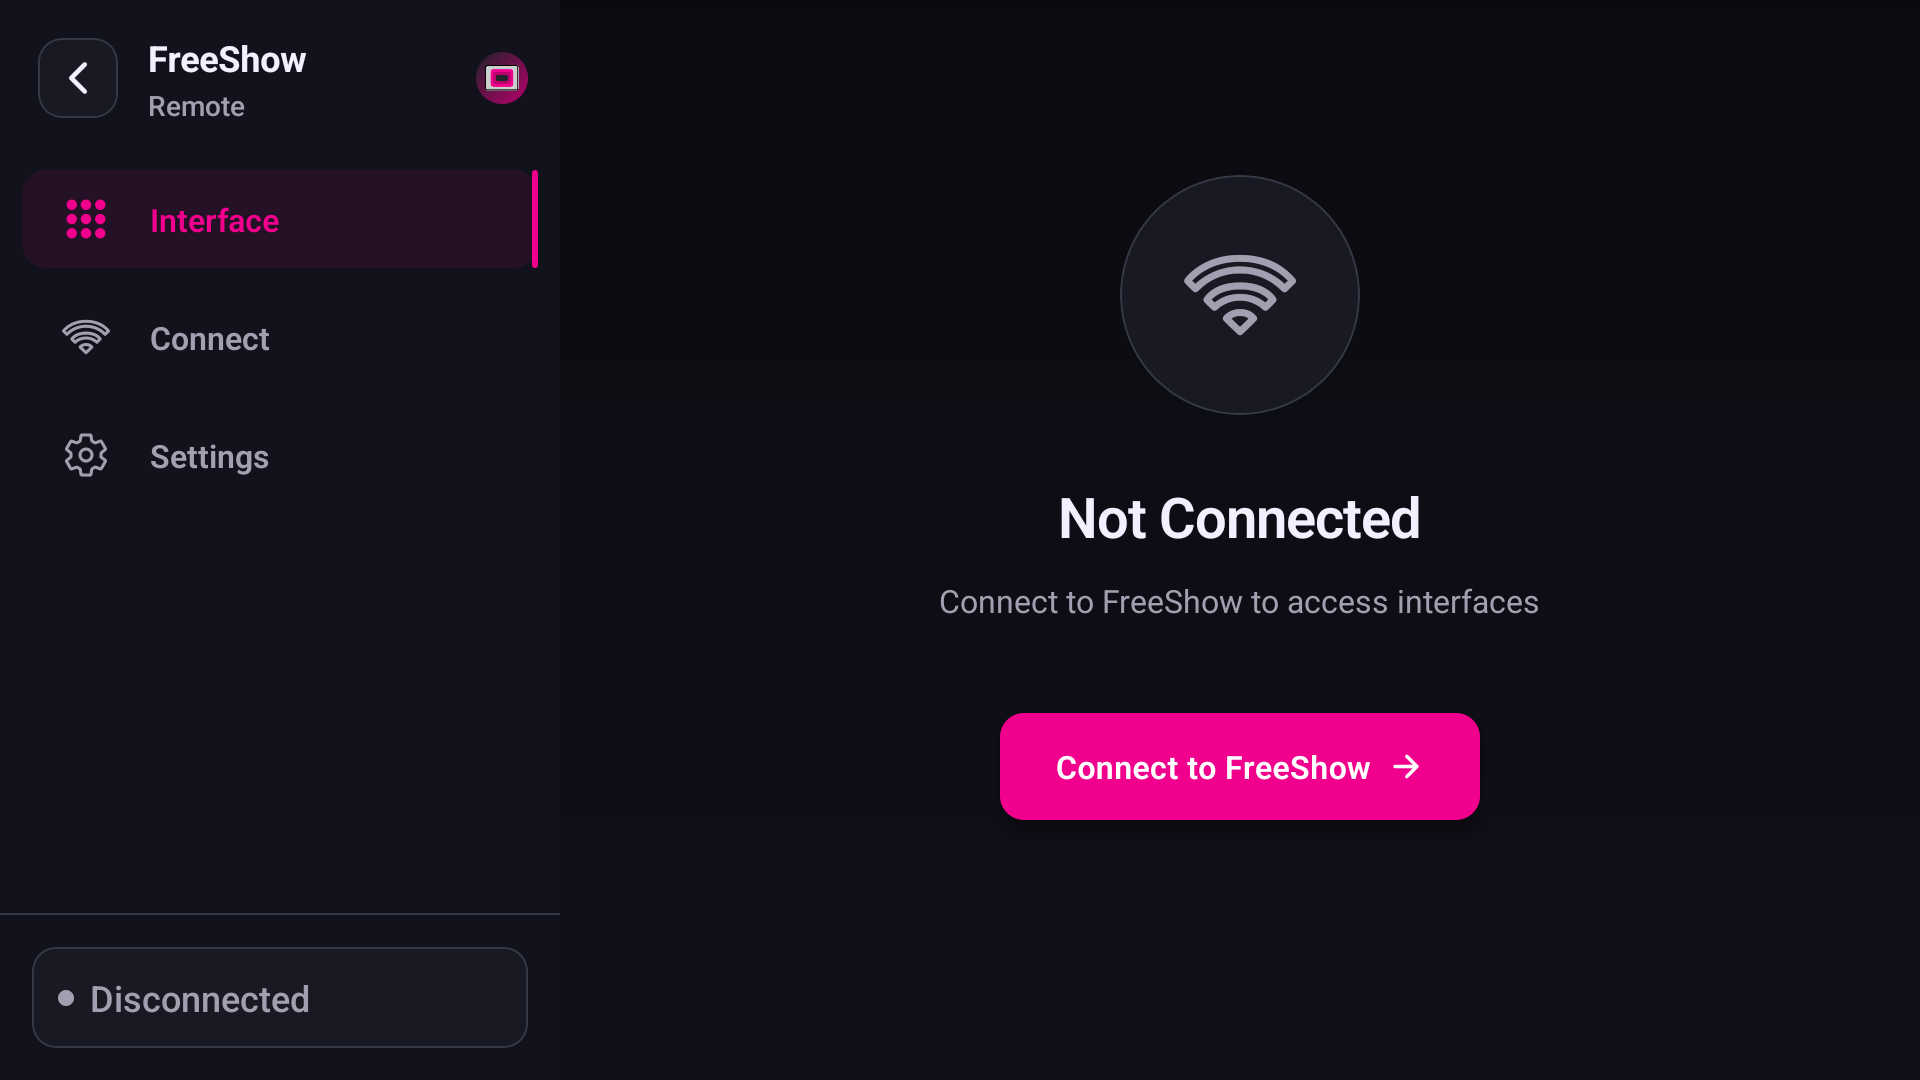 FreeShow
Remote
Interface
Connect
Settings
Disconnected
Not Connected
Connect to FreeShow to access interfaces
Connect to FreeShow